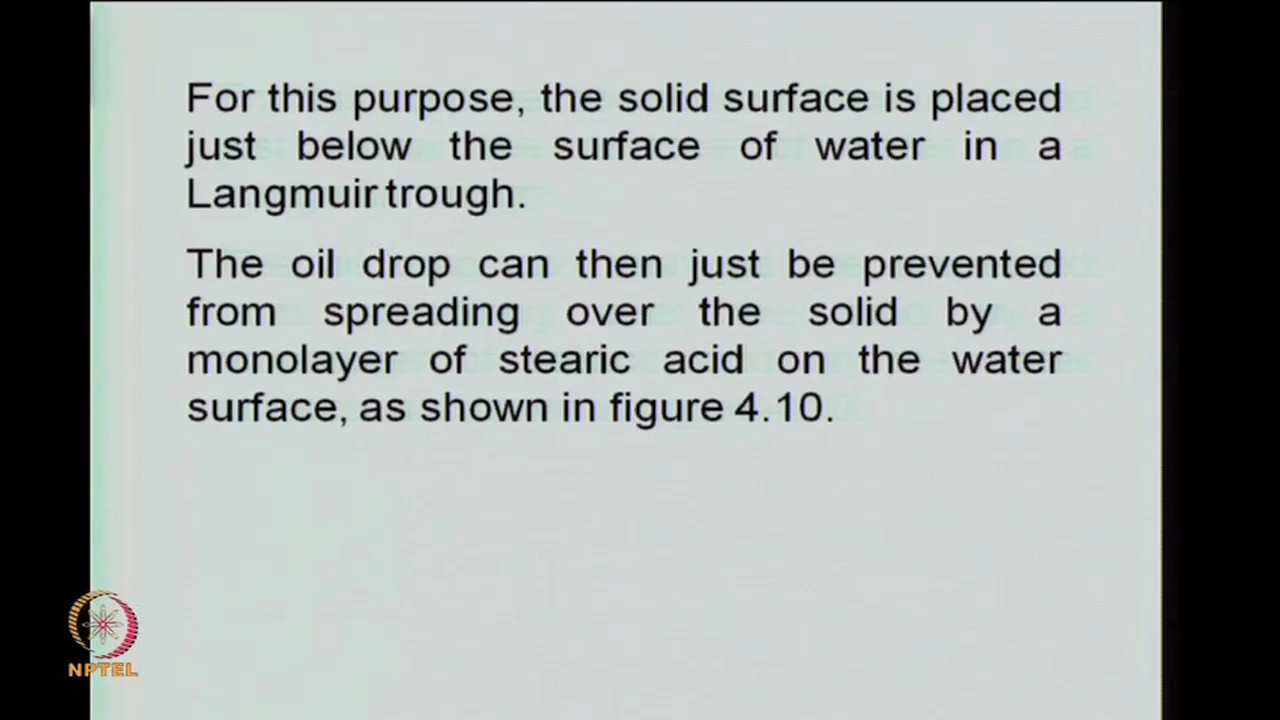 For this purpose, the solid surface is placed
just below the surface of water in a
Langmuir trough.
The oil drop can then just be prevented
from spreading over the solid by a
monolayer of stearic acid on the water
surface, as shown in figure 4.10.
NPTEL